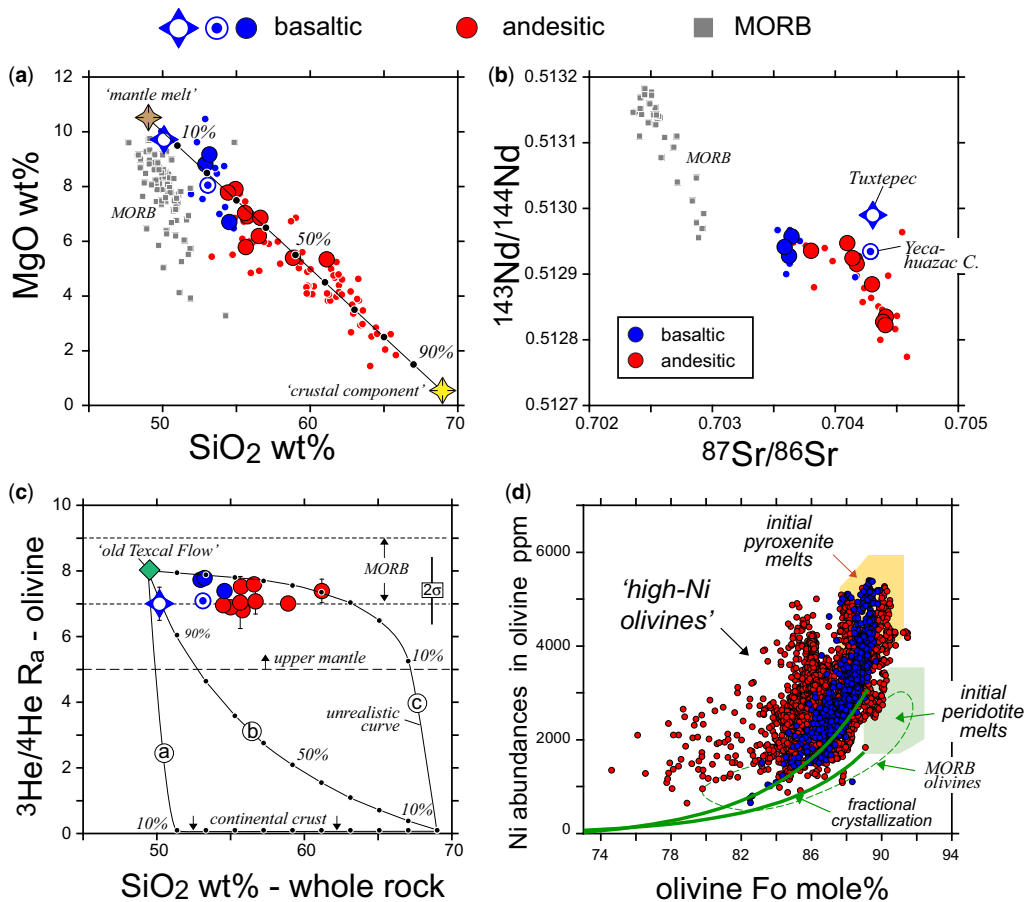 basaltic
andesitic
MORB
(a)
12
10
8
6
4
2
0
MgO wt%
'mantle melt'
10%
MORB
50%
90%
'crustal component'
50
60
70
SiO2 wt%
(b)
0.5132
0.5131
0.5130
0.5129
0.5128
0.5127
143Nd/144Nd
MORB
Tuxtepec
Yeca-
huazac C.
basaltic
andesitic
0.702
0.703
0.704
0.705
87Sr/86Sr
(c)
10
9
8
7
6
5
4
3
2
1
0
3He/4He Ra - olivine
'old Texcal Flow'
MORB
2σ
90%
upper mantle
10%
a
b
c
unrealistic
curve
50%
10%
10%
continental crust
50
60
70
SiO2 wt% - whole rock
(d)
6000
4000
2000
0
Ni abundances in olivine ppm
initial
pyroxenite
melts
'high-Ni
olivines'
initial
peridotite
melts
MORB
olivines
fractional
crystallization
74
78
82
86
90
94
olivine Fo mole%